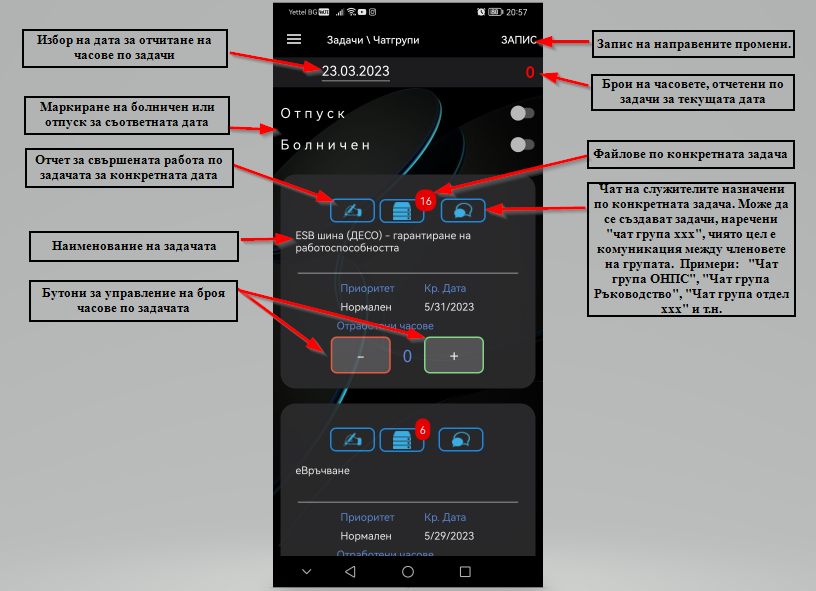 Избор на дата за отчитане на
часове по задачи
Маркиране на болничен или
отпуск за съответната дата
Отчет за свършената работа по
задачата за конкретната дата
Наименование на задачата
Бутони за управление на броя
часове по задачата
Yettel BG
20:57
Задачи \ Чатгрупи
ЗАПИС
23.03.2023
0
Отпуск
Болничен
16
ESB шина (ДЕСО) - гарантиране на
работоспособността
Приоритет
Кр. Дата
Нормален
5/31/2023
Отработени часове
-
0
+
6
еВръчване
Приоритет
Кр. Дата
Нормален
5/29/2023
Отработени часове
Запис на направените промени.
Брои на часовете, отчетени по
задачи за текущата дата
Файлове по конкретната задача
Чат на служителите назначени
по конкретната задача. Може да
се създават задачи, наречени
"чат група ххх", чиято цел е
комуникация между членовете
на групата. Примери: "Чат
група ОНПС", "Чат група
Ръководство", "Чат група отдел
ххх" и т.н.